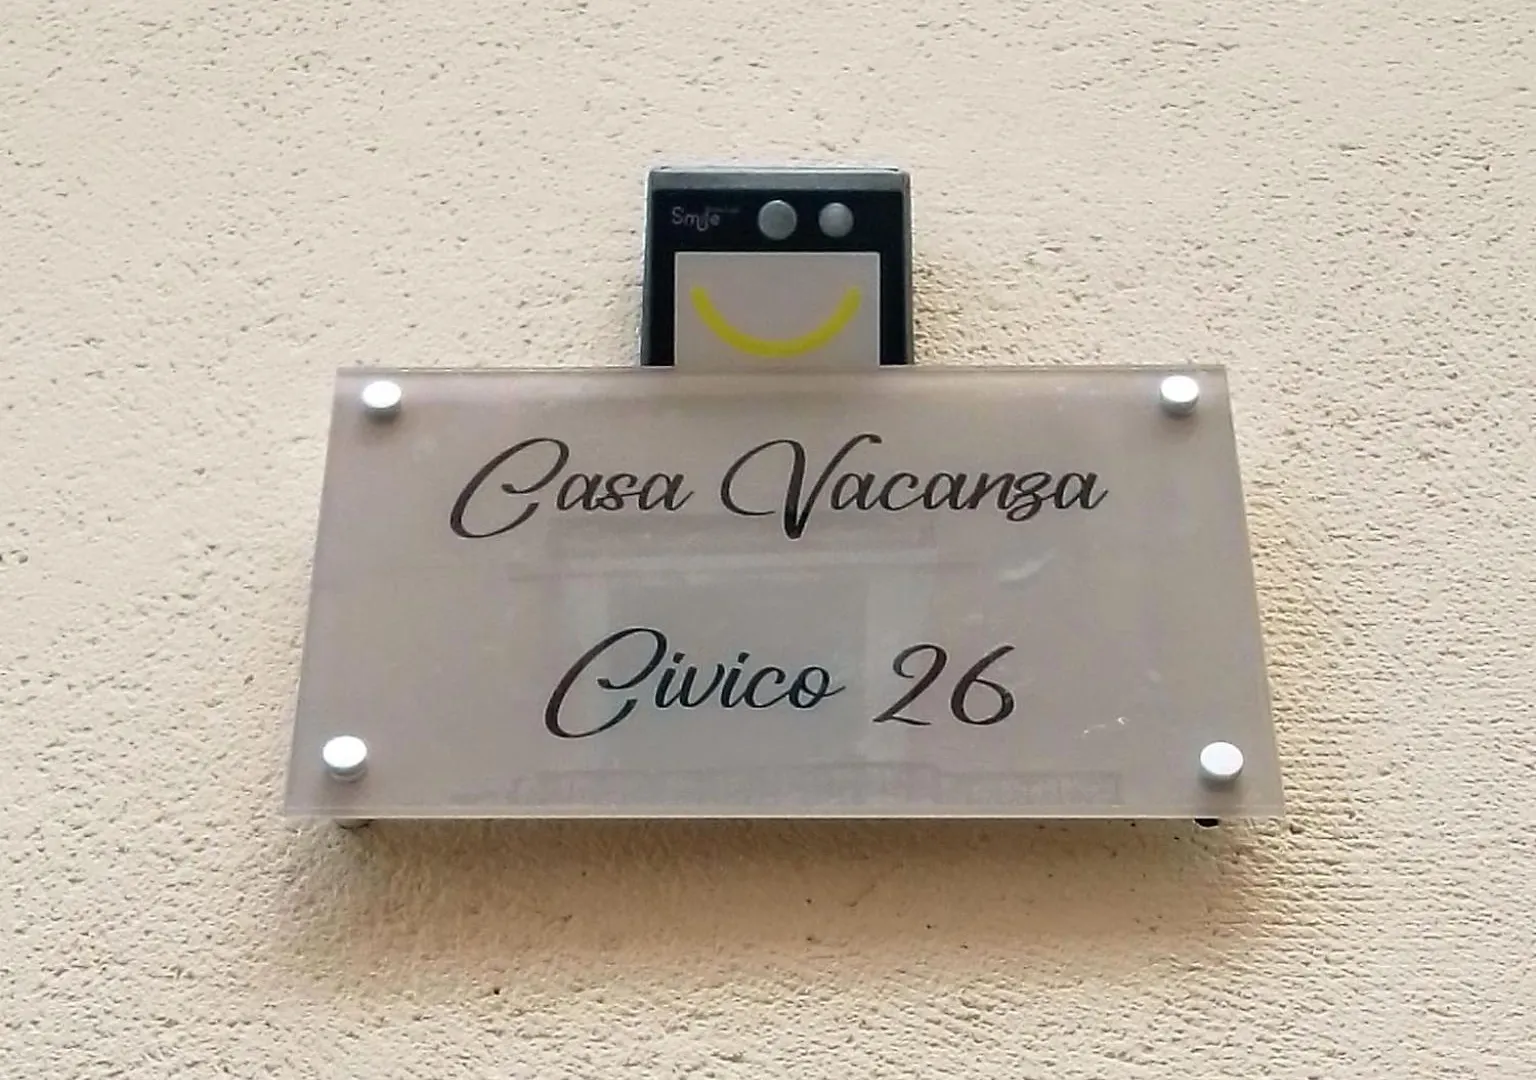 Smile
Casa Vacanza
Civico 26